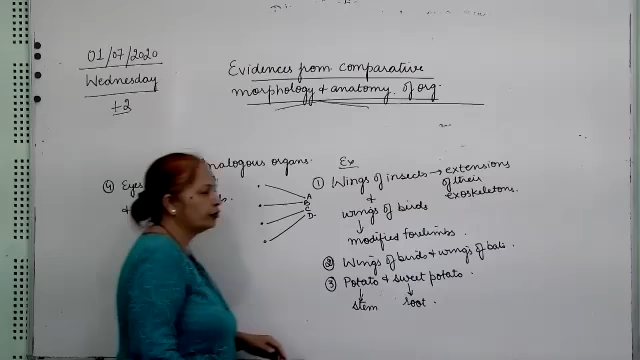 01/07/2020
Wednesday
+2
Evidences from comparative
morphology & anatomy of org.
nalogous organs.
④ Eyes
&
A
B
C
D.
Ex
① Wings of insects → extensions
of their
exoskeletons.
&
wings of birds
↓
modified forelimbs.
② Wings of birds & wings of bats.
③ Potato & sweet potato.
↓ ↓
stem root.